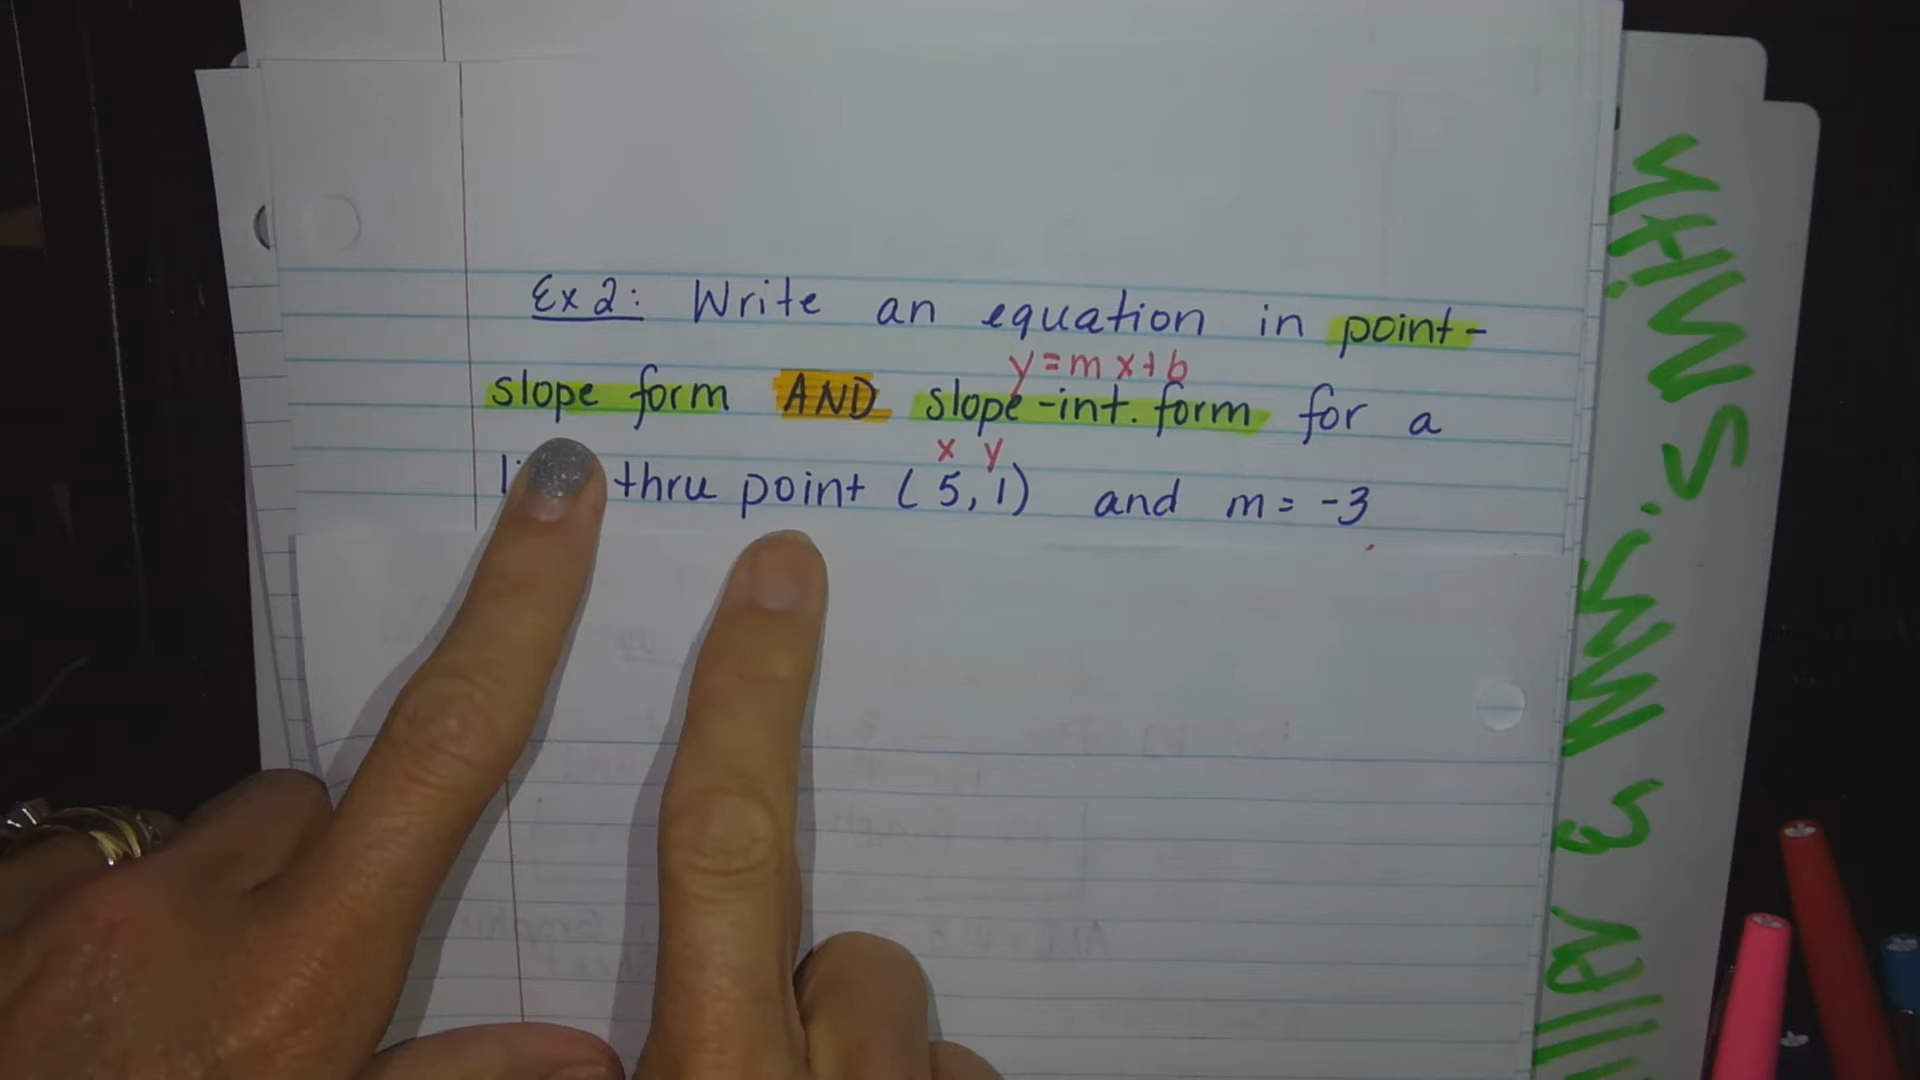 Ex 2: Write an equation in point-
y=mx+b
slope form AND slope-int. form for a
x y
thru point (5,1) and m = -3